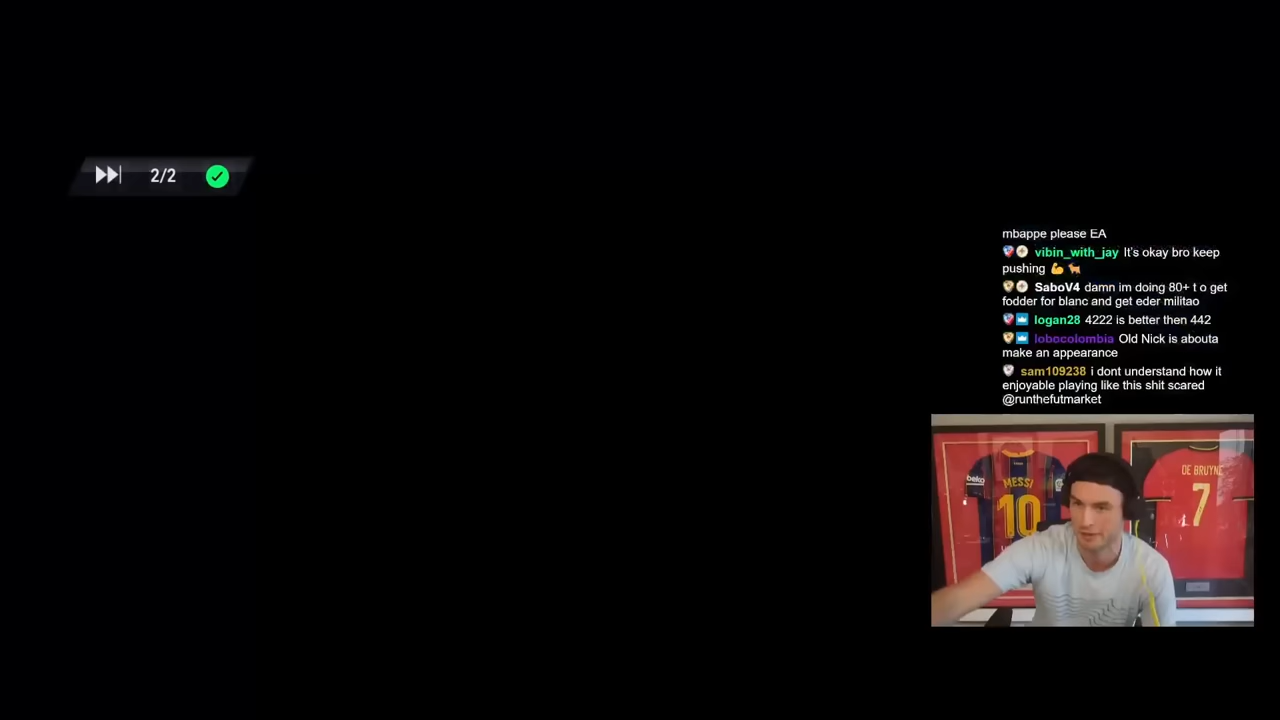 2/2
mbappe please EA
vibin_with_jay It's okay bro keep
pushing 💪 🐐
SaboV4 damn im doing 80+ t o get
fodder for blanc and get eder militao
logan28 4222 is better then 442
lobocolombia Old Nick is abouta
make an appearance
sam109238 i dont understand how it
enjoyable playing like this shit scared
@runthefutmarket
beko
MESSI
10
DE BRUYNE
7